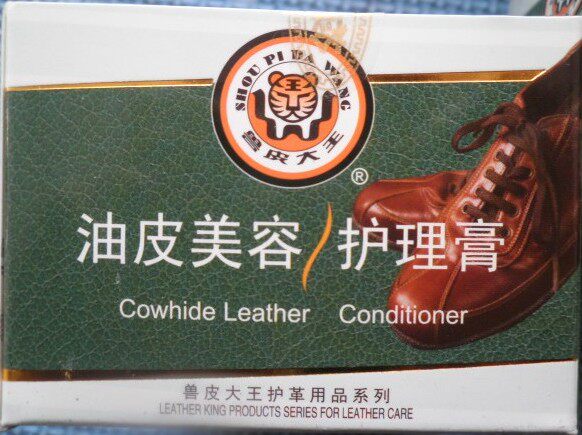 SHOU PI DA WANG
兽皮大王
®
油皮美容 护理膏
Cowhide Leather Conditioner
兽皮大王护革用品系列
LEATHER KING PRODUCTS SERIES FOR LEATHER CARE